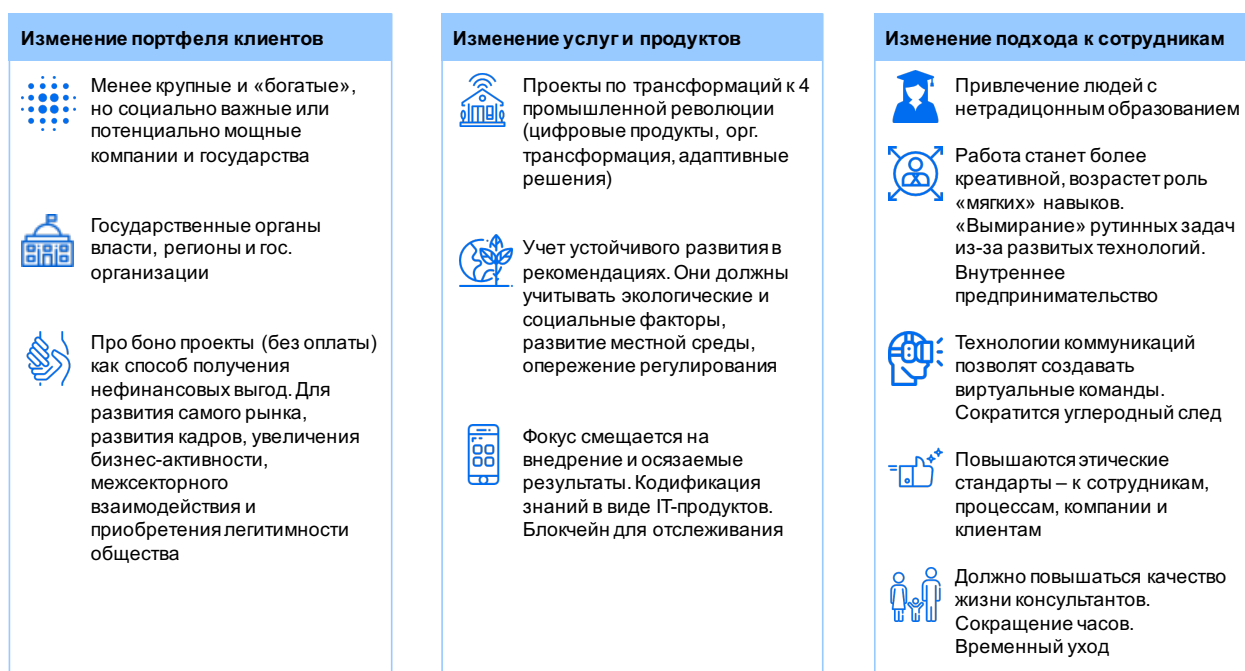 Изменение портфеля клиентов
Менее крупные и «богатые»,
но социально важные или
потенциально мощные
компании и государства
Государственные органы
власти, регионы и гос.
организации
Про боно проекты (без оплаты)
как способ получения
нефинансовых выгод. Для
развития самого рынка,
развития кадров, увеличения
бизнес-активности,
межсекторного
взаимодействия и
приобретения легитимности
общества
Изменение услуг и продуктов
Проекты по трансформаций к 4
промышленной революции
(цифровые продукты, орг.
трансформация, адаптивные
решения)
Учет устойчивого развития в
рекомендациях. Они должны
учитывать экологические и
социальные факторы,
развитие местной среды,
опережение регулирования
Фокус смещается на
внедрение и осязаемые
результаты. Кодификация
знаний в виде IT-продуктов.
Блокчейн для отслеживания
Изменение подхода к сотрудникам
Привлечение людей с
нетрадицонным образованием
Работа станет более
креативной, возрастет роль
«мягких» навыков.
«Вымирание» рутинных задач
из-за развитых технологий.
Внутреннее
предпринимательство
Технологии коммуникаций
позволят создавать
виртуальные команды.
Сократится углеродный след
Повышаются этические
стандарты – к сотрудникам,
процессам, компании и
клиентам
Должно повышаться качество
жизни консультантов.
Сокращение часов.
Временный уход